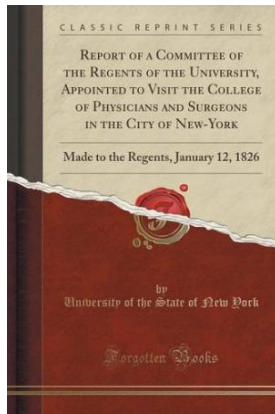 CLASSIC REPRINT SERIES
REPORT OF A COMMITTEE OF
THE REGENTS OF THE UNIVERSITY,
APPOINTED TO VISIT THE COLLEGE
OF PHYSICIANS AND SURGEONS
IN THE CITY OF NEW-YORK
Made to the Regents, January 12, 1826
by
University of the State of New York
Forgotten Books